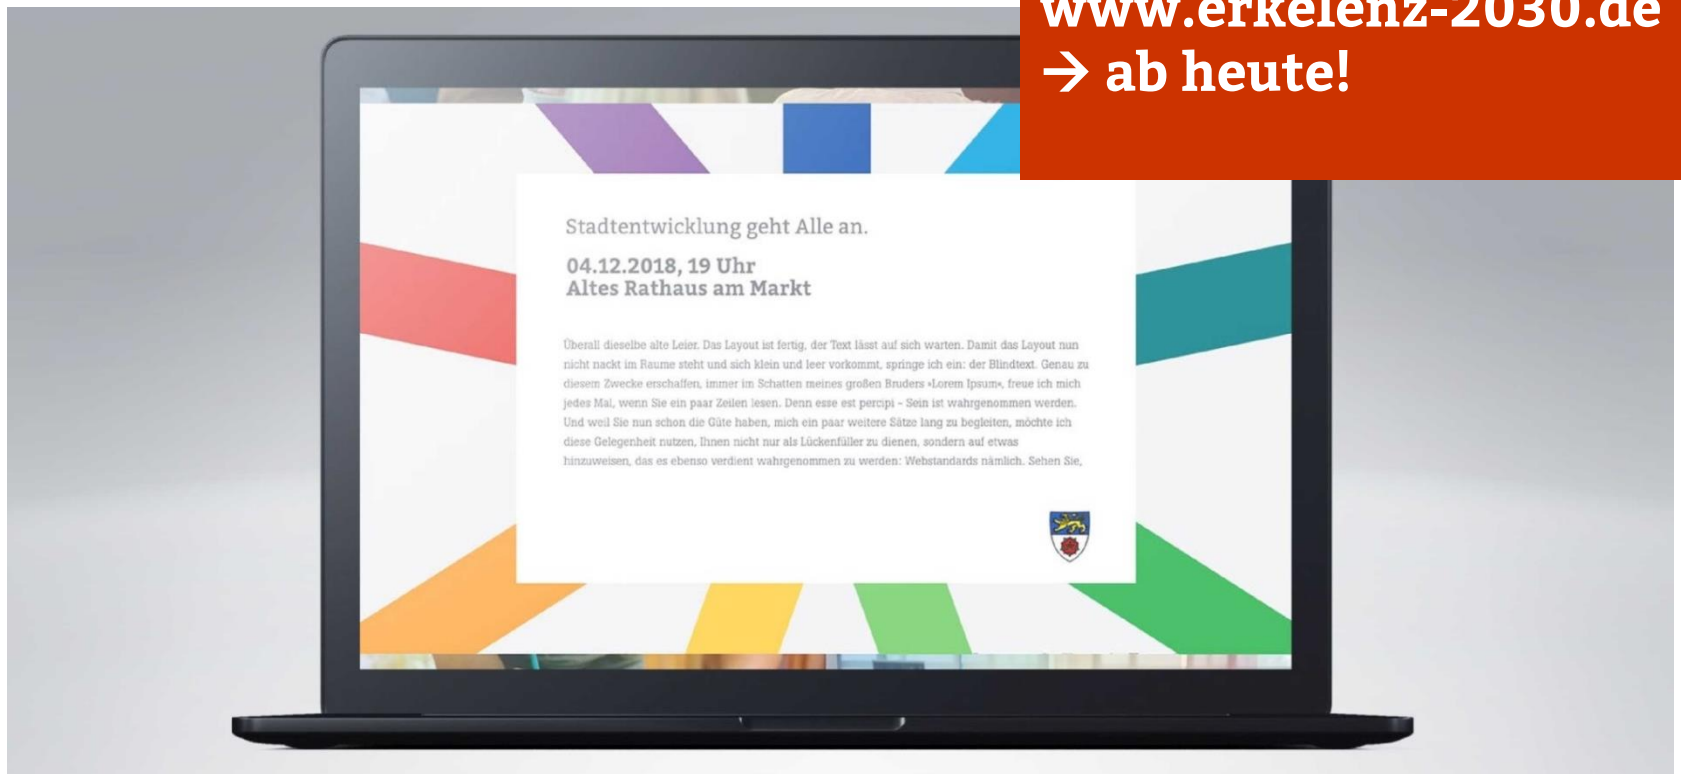 www.erkelenz-2030.de
→ ab heute!
Stadtentwicklung geht Alle an.
04.12.2018, 19 Uhr
Altes Rathaus am Markt
Überall dieselbe alte Leier. Das Layout ist fertig, der Text lässt auf sich warten. Damit das Layout nun
nicht nackt im Raume steht und sich klein und leer vorkommt, springe ich ein: der Blindtext. Genau zu
diesem Zwecke erschaffen, immer im Schatten meines großen Bruders »Lorem Ipsum«, freue ich mich
jedes Mal, wenn Sie ein paar Zeilen lesen. Denn esse est percipi – Sein ist wahrgenommen werden.
Und weil Sie nun schon die Güte haben, mich ein paar weitere Sätze lang zu begleiten, möchte ich
diese Gelegenheit nutzen, Ihnen nicht nur als Lückenfüller zu dienen, sondern auf etwas
hinzuweisen, das es ebenso verdient wahrgenommen zu werden: Webstandards nämlich. Sehen Sie,